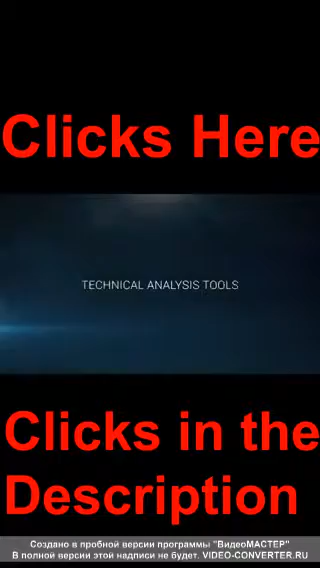 Clicks Here
TECHNICAL ANALYSIS TOOLS
Clicks in the
Description
Создано в пробной версии программы "ВидеоМАСТЕР"
В полной версии этой надписи не будет. VIDEO-CONVERTER.RU